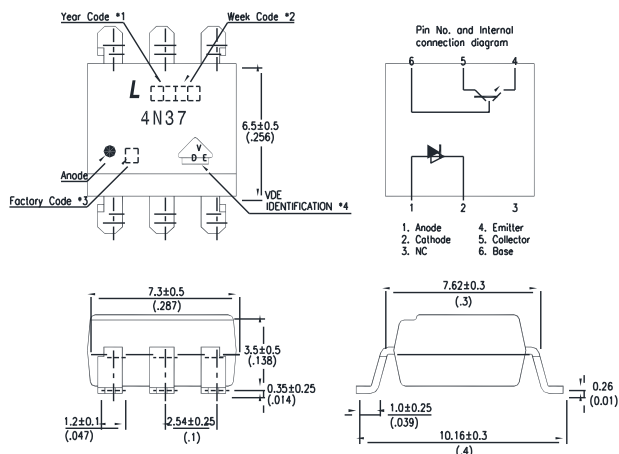 Year Code *1
Week Code *2
L
4N37
V
D E
Anode
Factory Code *3
VDE
IDENTIFICATION *4
6.5±0.5
(.256)
Pin No. and Internal
connection diagram
6 5 4
1 2 3
1. Anode 4. Emitter
2. Cathode 5. Collector
3. NC 6. Base
7.3±0.5
(.287)
3.5±0.5
(.138)
0.35±0.25
(.014)
1.2±0.1
(.047)
2.54±0.25
(.1)
7.62±0.3
(.3)
0.26
(0.01)
1.0±0.25
(.039)
10.16±0.3
(.4)